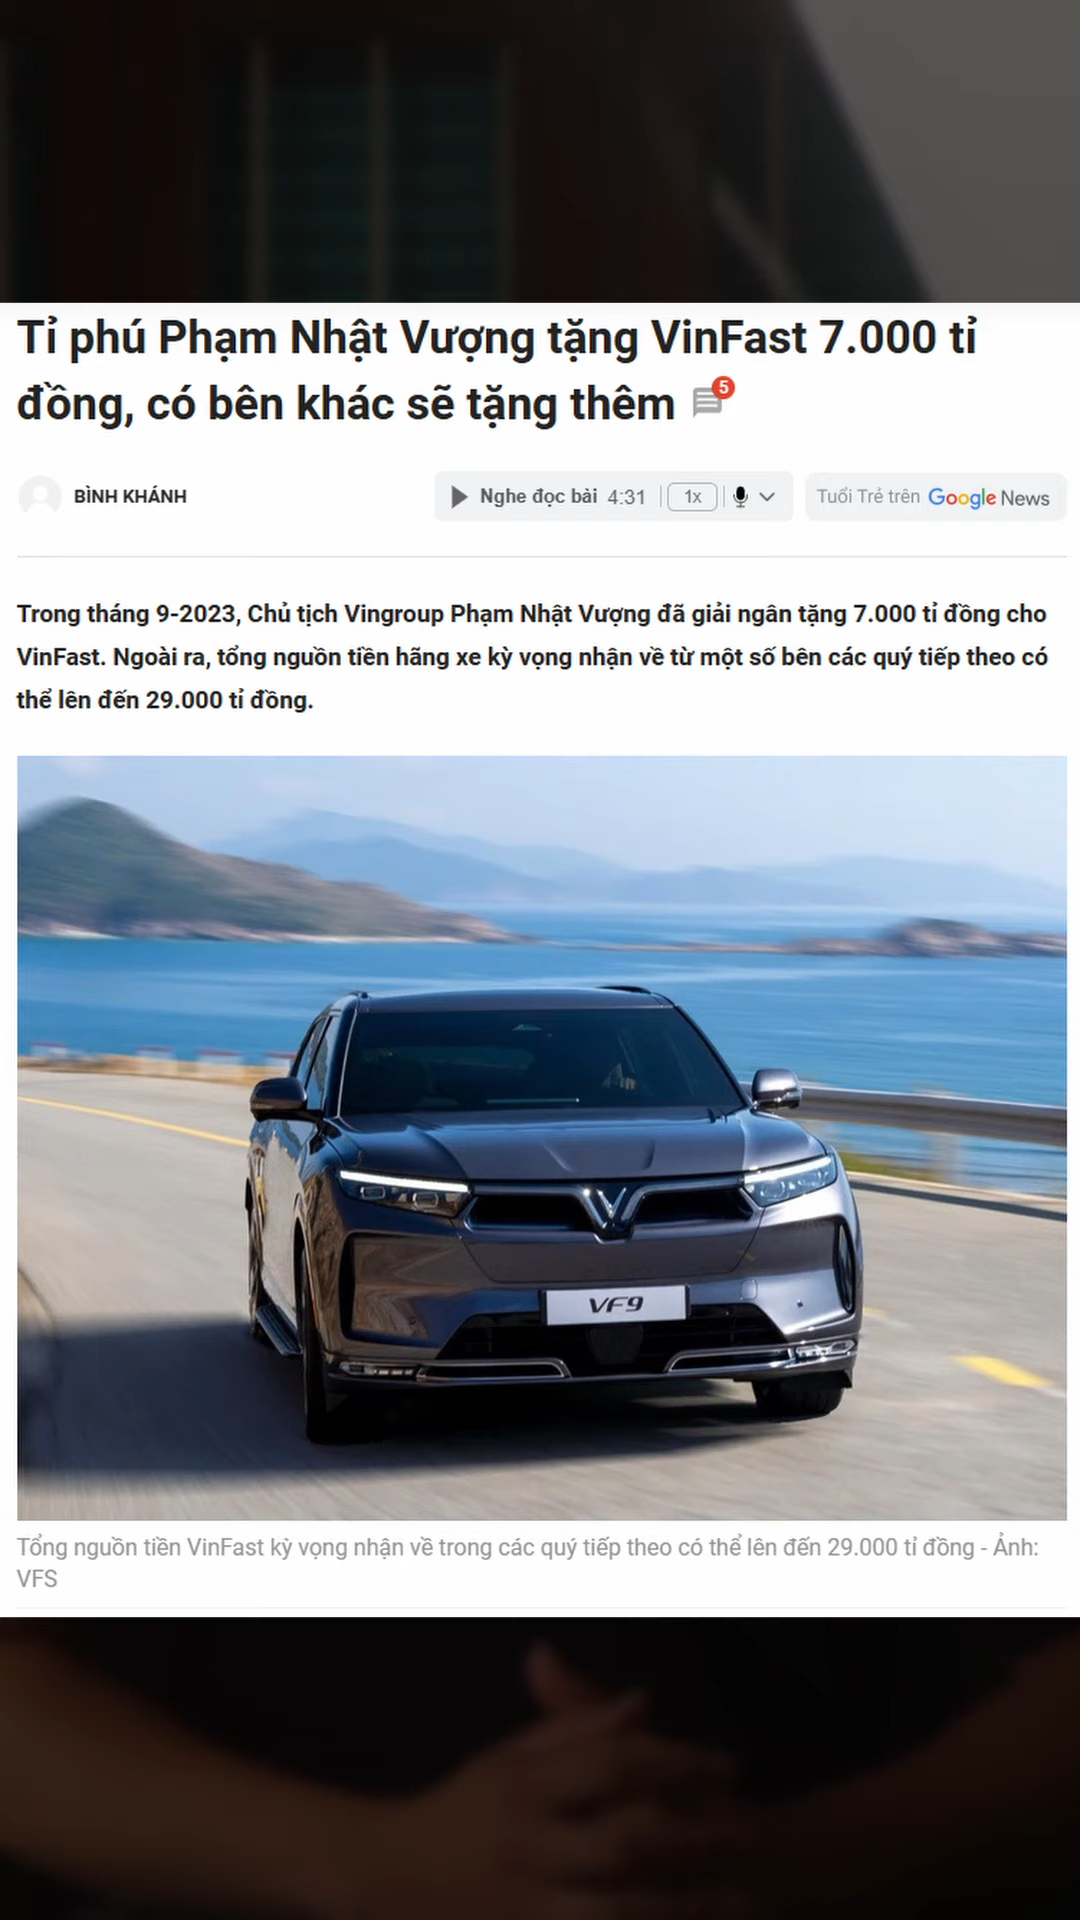 Tỉ phú Phạm Nhật Vượng tặng VinFast 7.000 tỉ
đồng, có bên khác sẽ tặng thêm 5
BÌNH KHÁNH
Nghe đọc bài 4:31 1x
Tuổi Trẻ trên Google News
Trong tháng 9-2023, Chủ tịch Vingroup Phạm Nhật Vượng đã giải ngân tặng 7.000 tỉ đồng cho
VinFast. Ngoài ra, tổng nguồn tiền hãng xe kỳ vọng nhận về từ một số bên các quý tiếp theo có
thể lên đến 29.000 tỉ đồng.
VF9
Tổng nguồn tiền VinFast kỳ vọng nhận về trong các quý tiếp theo có thể lên đến 29.000 tỉ đồng - Ảnh:
VFS